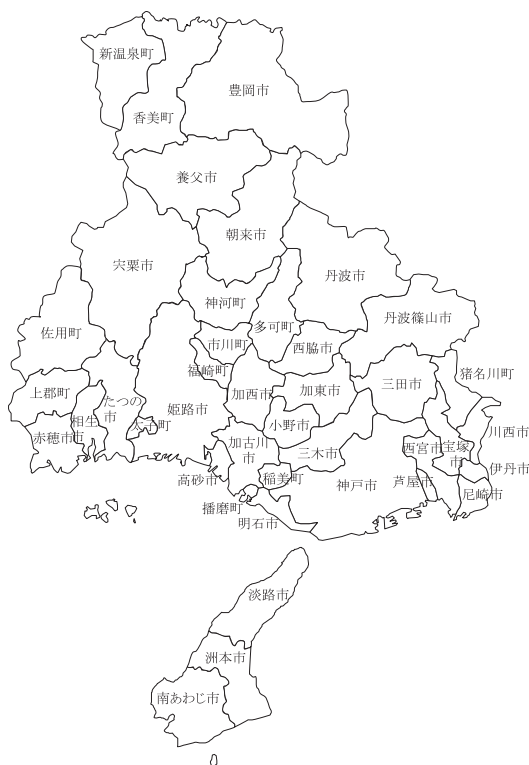 新温泉町
豊岡市
香美町
養父市
朝来市
宍粟市
丹波市
神河町
佐用町
多可町
丹波篠山市
市川町
西脇市
福崎町
猪名川町
上郡町
たつの
市
加西市
加東市
三田市
姫路市
相生
市
太子町
小野市
赤穂市
川西市
加古川
市
三木市
西宮市
宝塚
市
伊丹市
高砂市
稲美町
神戸市
芦屋市
尼崎市
播磨町
明石市
淡路市
洲本市
南あわじ市